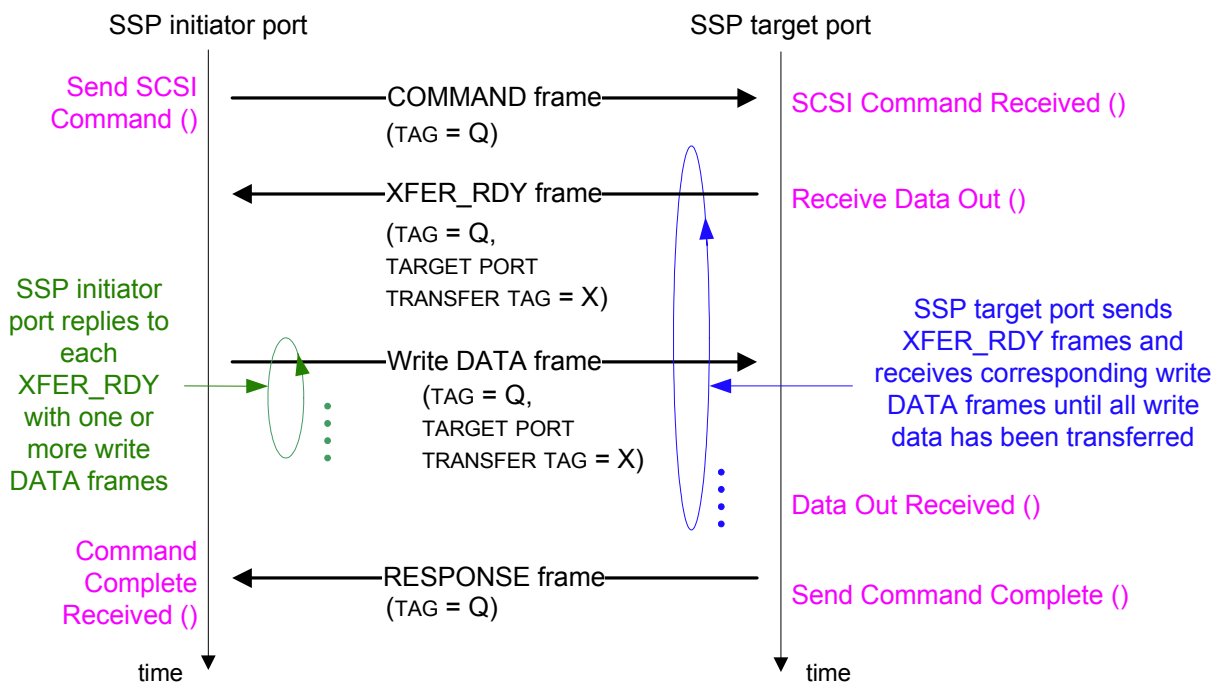 SSP initiator port
SSP target port
Send SCSI
Command ()
COMMAND frame
(TAG = Q)
SCSI Command Received ()
XFER_RDY frame
(TAG = Q,
TARGET PORT
TRANSFER TAG = X)
Receive Data Out ()
SSP initiator
port replies to
each
XFER_RDY
with one or
more write
DATA frames
Write DATA frame
(TAG = Q,
TARGET PORT
TRANSFER TAG = X)
SSP target port sends
XFER_RDY frames and
receives corresponding write
DATA frames until all write
data has been transferred
Data Out Received ()
Command
Complete
Received ()
RESPONSE frame
(TAG = Q)
Send Command Complete ()
time
time